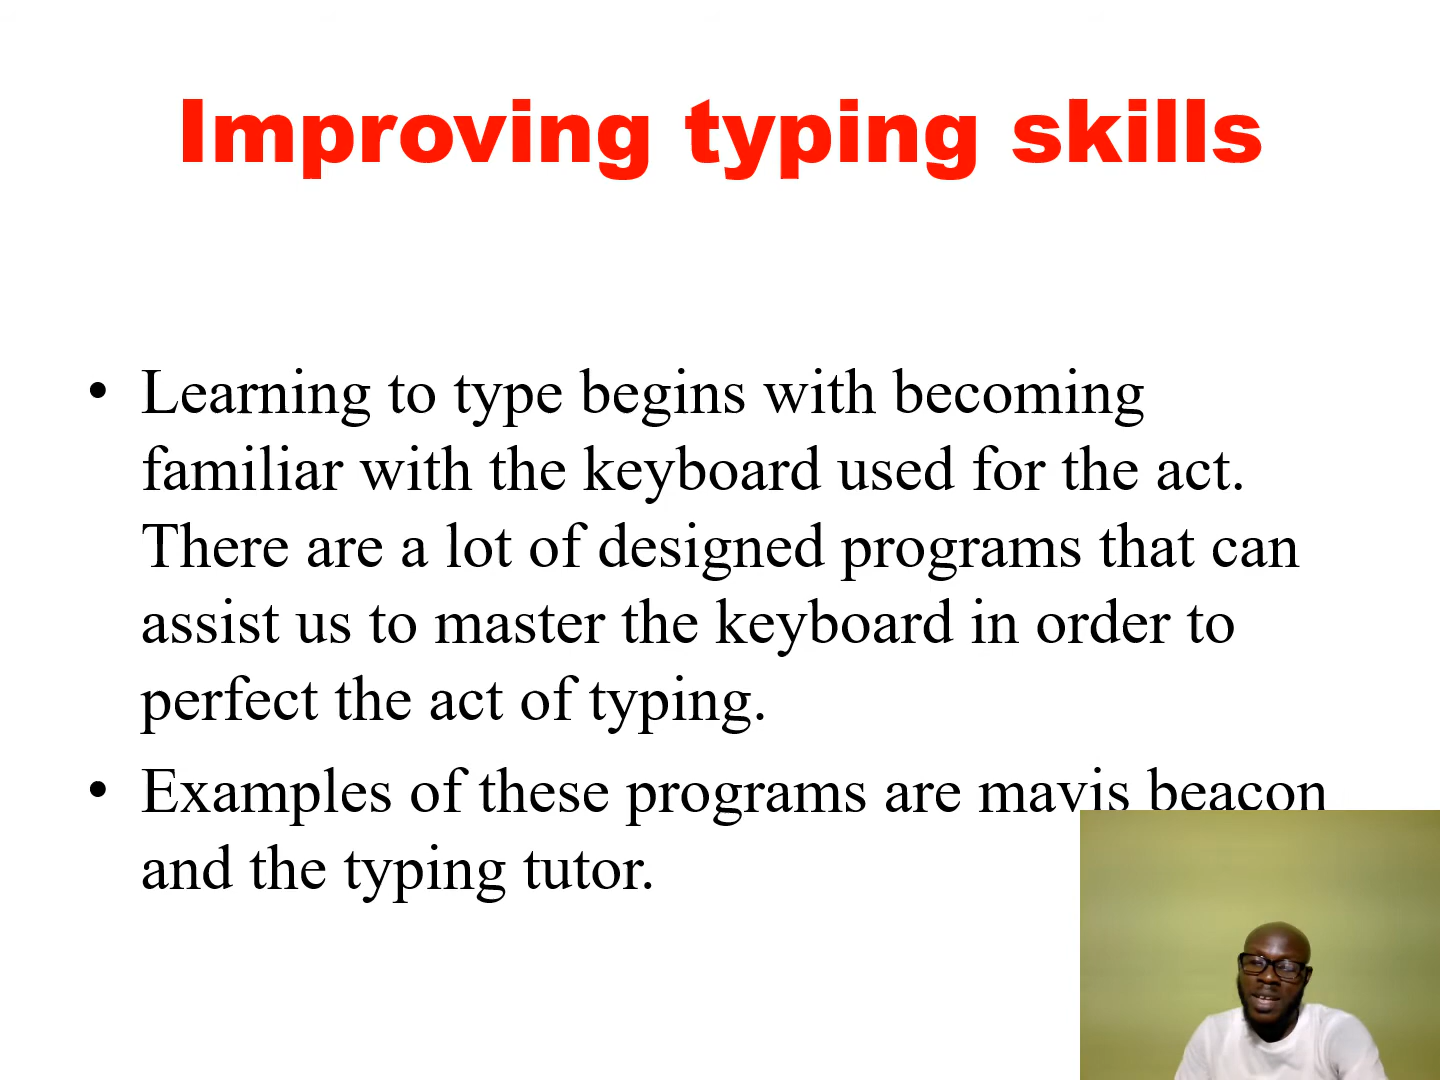 Improving typing skills
• Learning to type begins with becoming
familiar with the keyboard used for the act.
There are a lot of designed programs that can
assist us to master the keyboard in order to
perfect the act of typing.
• Examples of these programs are mavis beacon
and the typing tutor.